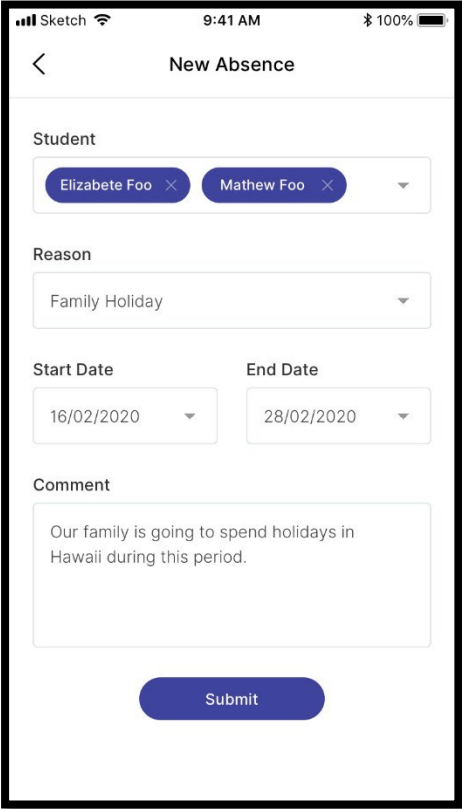 Sketch 9:41 AM 100%
New Absence
Student
Elizabete Foo Mathew Foo
Reason
Family Holiday
Start Date End Date
16/02/2020 28/02/2020
Comment
Our family is going to spend holidays in
Hawaii during this period.
Submit